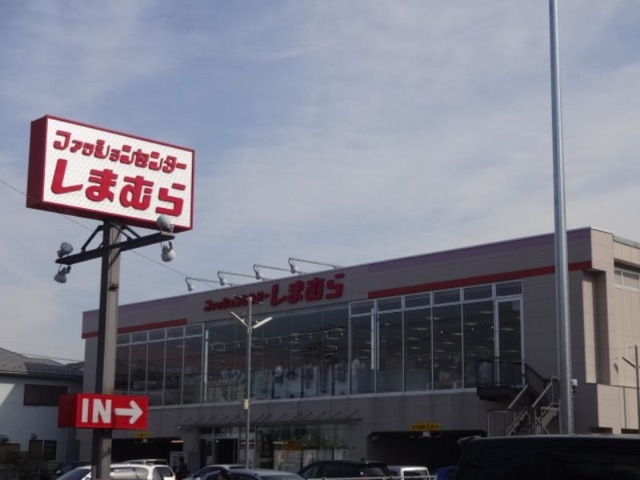 ファッションセンター
しまむら
ファッションセンターしまむら
IN→